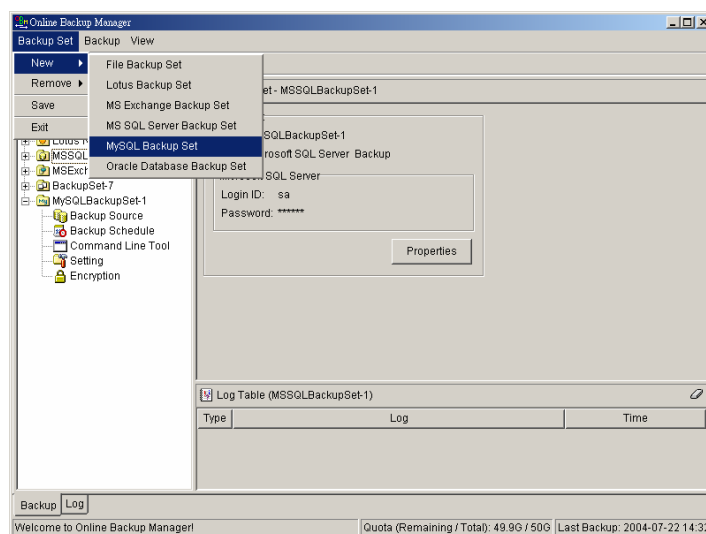 Online Backup Manager
Backup Set Backup View
New
Remove
Save
Exit
File Backup Set
Lotus Backup Set
MS Exchange Backup Set
MS SQL Server Backup Set
MySQL Backup Set
Oracle Database Backup Set
et - MSSQLBackupSet-1
SQLBackupSet-1
rosoft SQL Server Backup
Microsoft SQL Server
Login ID: sa
Password: ******
Properties
Lotus N
MSSQL
MSExch
BackupSet-7
MySQLBackupSet-1
Backup Source
Backup Schedule
Command Line Tool
Setting
Encryption
Log Table (MSSQLBackupSet-1)
Type Log Time
Backup Log
Welcome to Online Backup Manager! Quota (Remaining / Total): 49.9G / 50G Last Backup: 2004-07-22 14:3